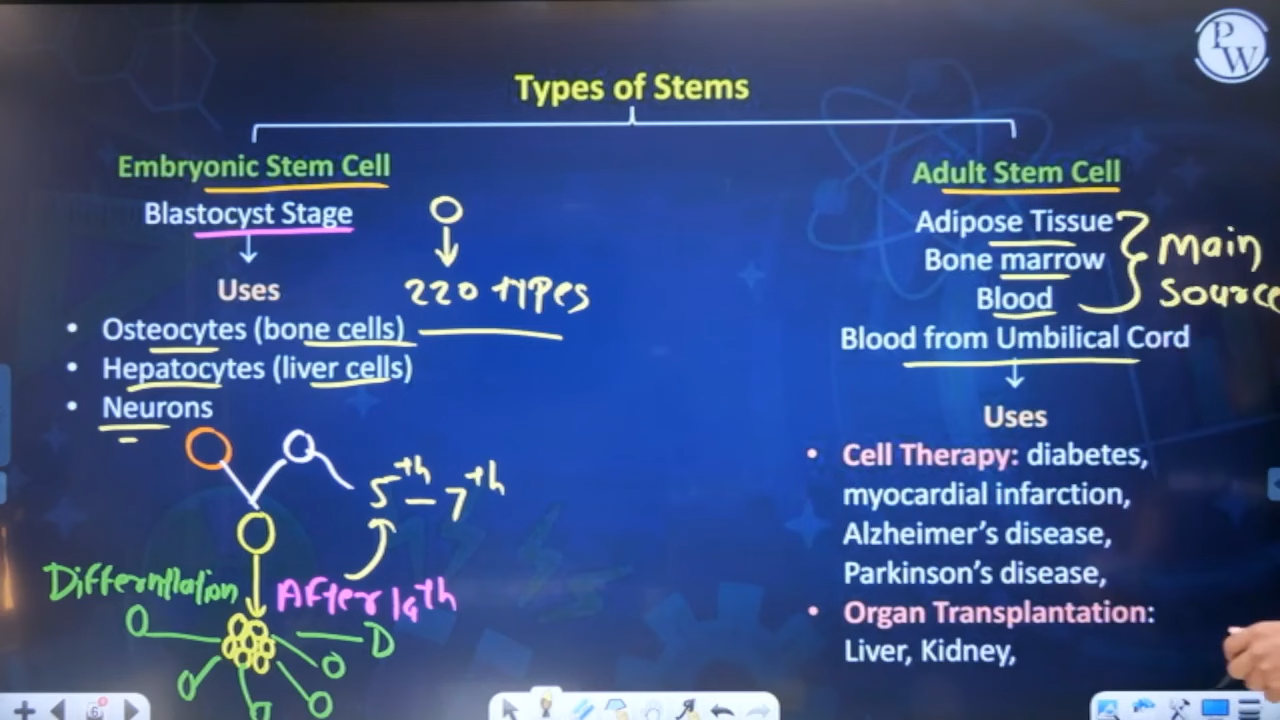 PW
Types of Stems
Embryonic Stem Cell
Blastocyst Stage
Uses
• Osteocytes (bone cells)
• Hepatocytes (liver cells)
• Neurons
220 types
5th – 7th
Differntiation
After 14th
Adult Stem Cell
Adipose Tissue
Bone marrow
Blood
Main
Source
Blood from Umbilical Cord
Uses
• Cell Therapy: diabetes,
myocardial infarction,
Alzheimer's disease,
Parkinson's disease,
• Organ Transplantation:
Liver, Kidney,